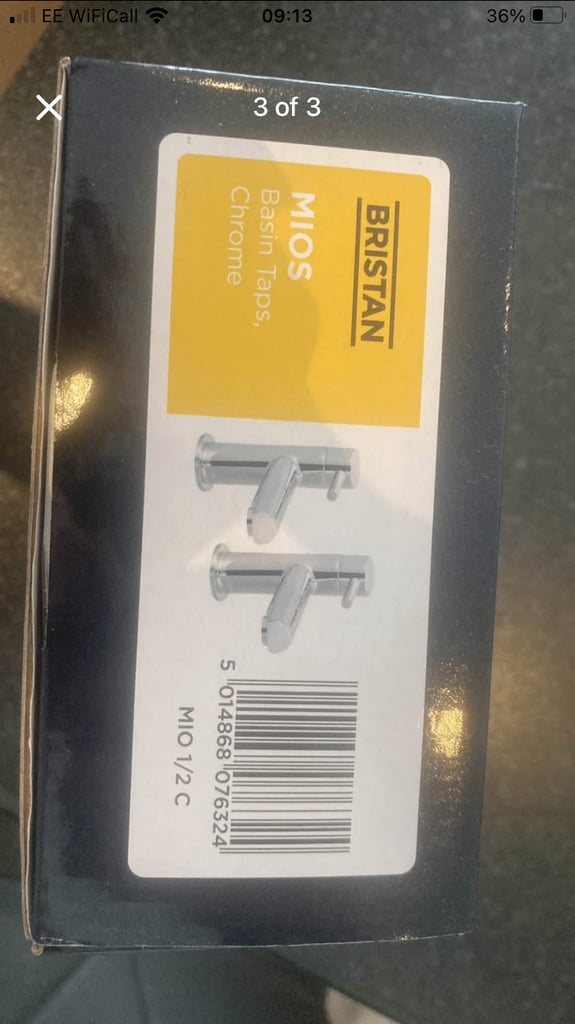 EE WiFiCall 09:13 36%
3 of 3
BRISTAN
MIOS
Basin Taps,
Chrome
5 014868 076324
MIO 1/2 C